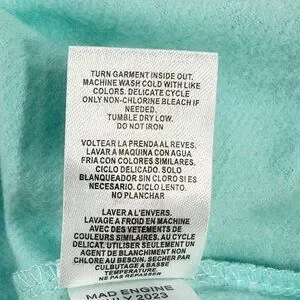 TURN GARMENT INSIDE OUT.
MACHINE WASH COLD WITH LIKE
COLORS. DELICATE CYCLE
ONLY NON-CHLORINE BLEACH IF
NEEDED.
TUMBLE DRY LOW.
DO NOT IRON
VOLTEAR LA PRENDA AL REVES.
LAVAR A MAQUINA CON AGUA
FRIA CON COLORES SIMILARES.
CICLO DELICADO. SOLO
BLANQUEADOR SIN CLORO SI ES
NECESARIO. CICLO LENTO.
NO PLANCHAR
LAVER A L'ENVERS.
LAVAGE A FROID EN MACHINE
AVEC DES VÊTEMENTS DE
COULEURS SIMILAIRES. CYCLE
DELICAT. UTILISER SEULEMENT UN
AGENT DE BLANCHIMENT NON
CHLORE AU BESOIN. SECHER PAR
CULBUTAGE A BASSE
TEMPERATURE
NE PAS REPASSER
MAD ENGINE
JULY 2023